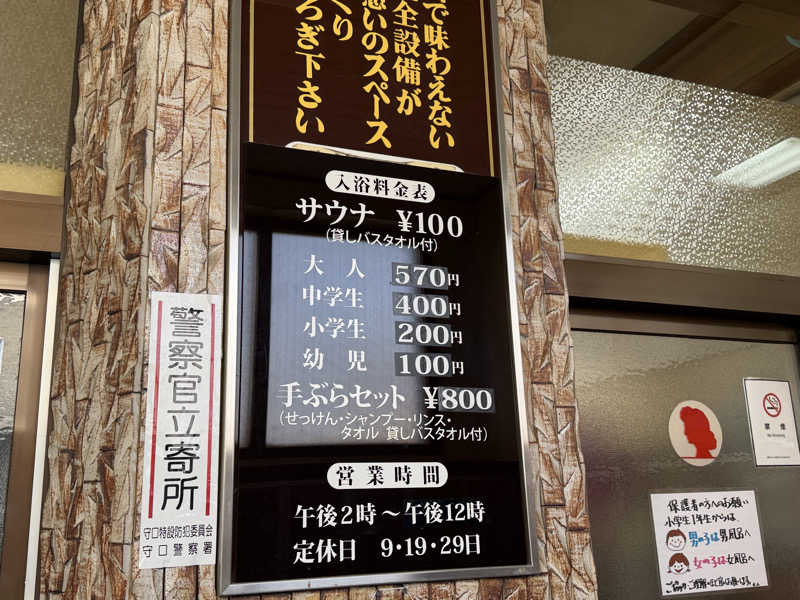 で味わえない
全設備が
憩いのスペース
ろぎ下さい
入浴料金表
サウナ ¥100
(貸しバスタオル付)
大人 570円
中学生 400円
小学生 200円
幼児 100円
手ぶらセット ¥800
(せっけん・シャンプー・リンス・
タオル 貸しバスタオル付)
営業時間
午後2時〜午後12時
定休日 9・19・29日
警察官立寄所
守口特設防犯委員会
守口警察署
禁煙
No Smoking
保護者の方へのお願い
小学生1年生からは、
男の子は男風呂へ
女の子は女風呂へ